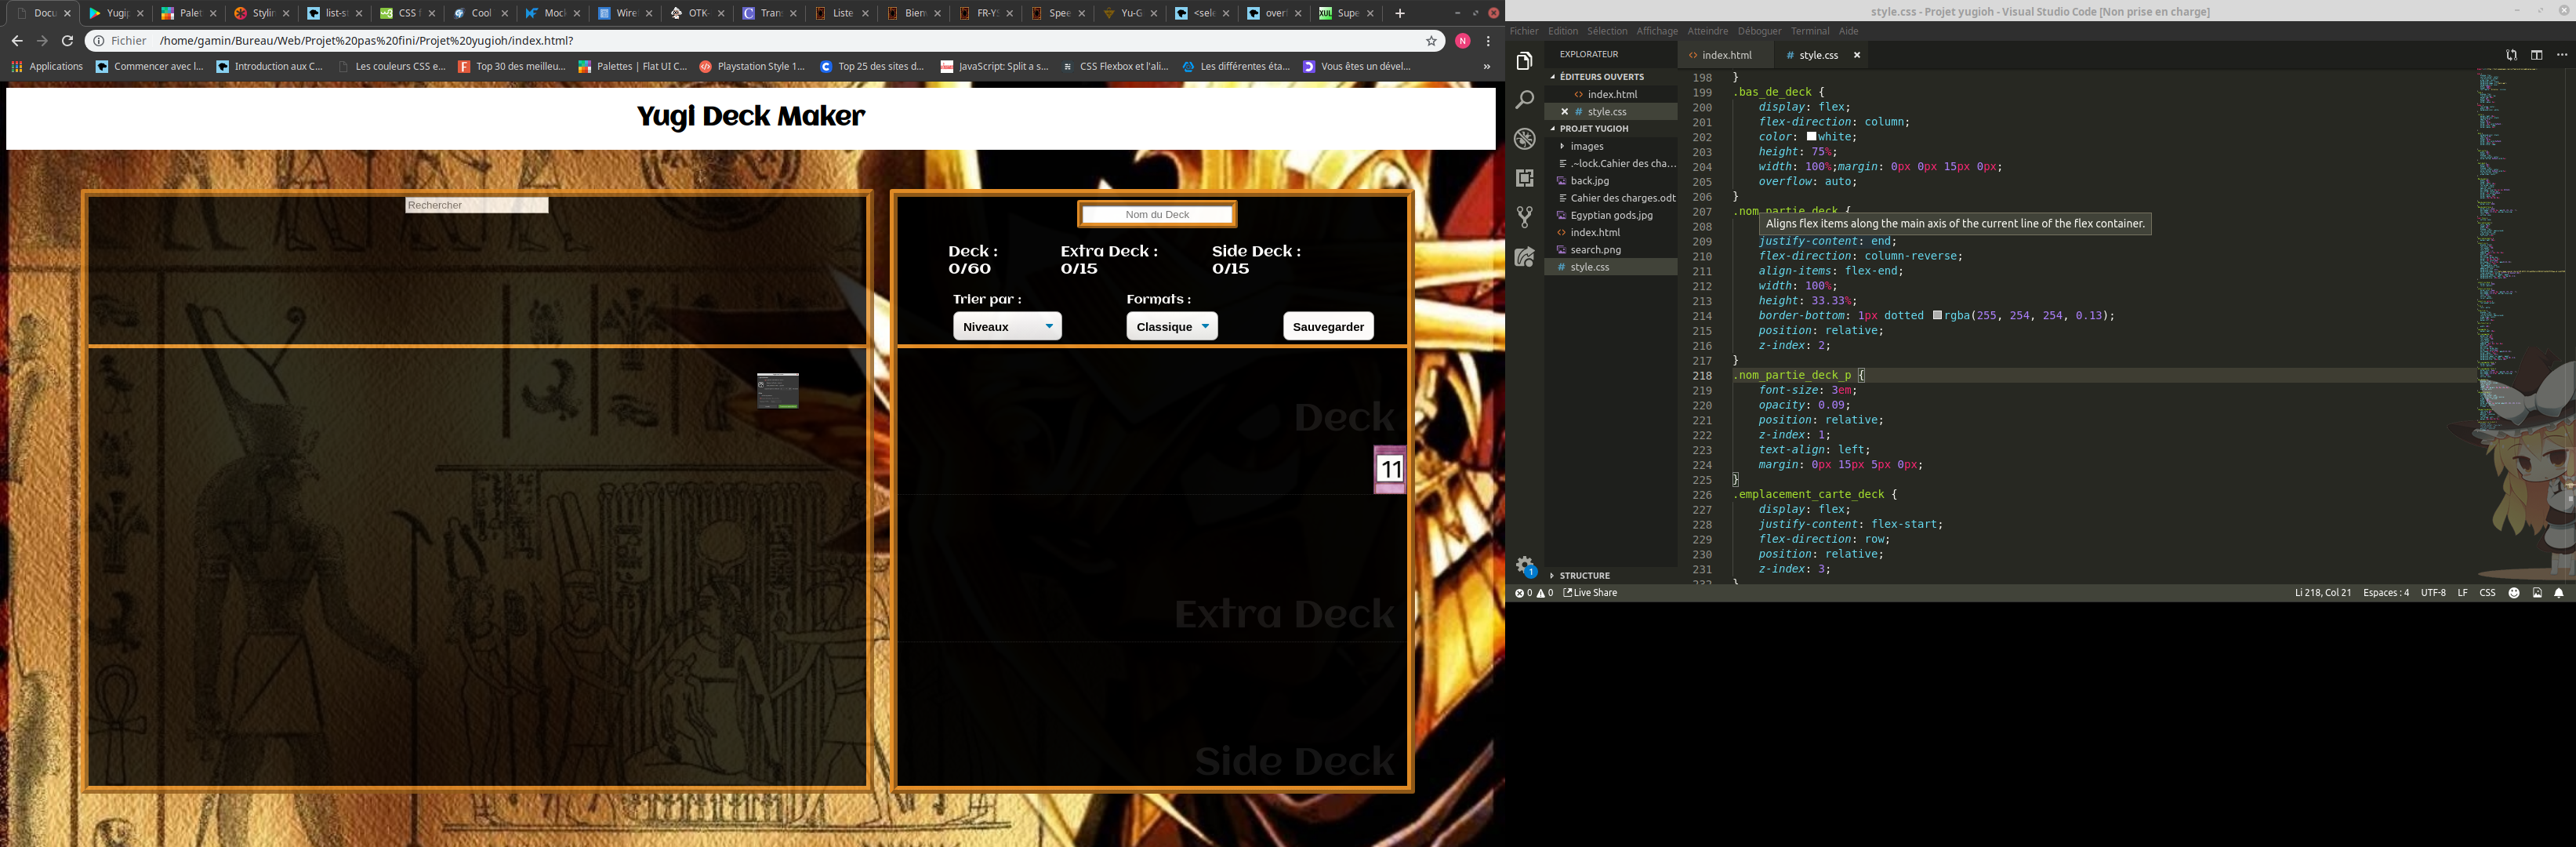 Docu
Yugip
Palet
Stylin
list-st
CSS f
Cool
Mock
Wiref
OTK-
Trans
Liste
Bien
FR-YS
Spee
Yu-G
<sele
over
Supe
Fichier /home/gamin/Bureau/Web/Projet%20pas%20fini/Projet%20yugioh/index.html?
N
Applications
Commencer avec l...
Introduction aux C...
Les couleurs CSS e...
Top 30 des meilleu...
Palettes | Flat UI C...
Playstation Style 1...
Top 25 des sites d...
JavaScript: Split a s...
CSS Flexbox et l'ali...
Les différentes éta...
Vous êtes un dével...
»
Yugi Deck Maker
Rechercher
Nom du Deck
Deck : Extra Deck : Side Deck :
0/60 0/15 0/15
Trier par : Formats :
Niveaux Classique Sauvegarder
Deck
11
Extra Deck
Side Deck
style.css - Projet yugioh - Visual Studio Code [Non prise en charge]
Fichier Edition Sélection Affichage Atteindre Déboguer Terminal Aide
EXPLORATEUR
ÉDITEURS OUVERTS
index.html
style.css
PROJET YUGIOH
images
.~lock.Cahier des cha...
back.jpg
Cahier des charges.odt
Egyptian gods.jpg
index.html
search.png
style.css
STRUCTURE
1
index.html
style.css
198 }
199 .bas_de_deck {
200 display: flex;
201 flex-direction: column;
202 color: white;
203 height: 75%;
204 width: 100%;margin: 0px 0px 15px 0px;
205 overflow: auto;
206 }
207 .nom_partie_deck {
208
Aligns flex items along the main axis of the current line of the flex container.
209 justify-content: end;
210 flex-direction: column-reverse;
211 align-items: flex-end;
212 width: 100%;
213 height: 33.33%;
214 border-bottom: 1px dotted rgba(255, 254, 254, 0.13);
215 position: relative;
216 z-index: 2;
217 }
218 .nom_partie_deck_p {
219 font-size: 3em;
220 opacity: 0.09;
221 position: relative;
222 z-index: 1;
223 text-align: left;
224 margin: 0px 15px 5px 0px;
225 }
226 .emplacement_carte_deck {
227 display: flex;
228 justify-content: flex-start;
229 flex-direction: row;
230 position: relative;
231 z-index: 3;
232 }
0 0 Live Share
Li 218, Col 21 Espaces : 4 UTF-8 LF CSS